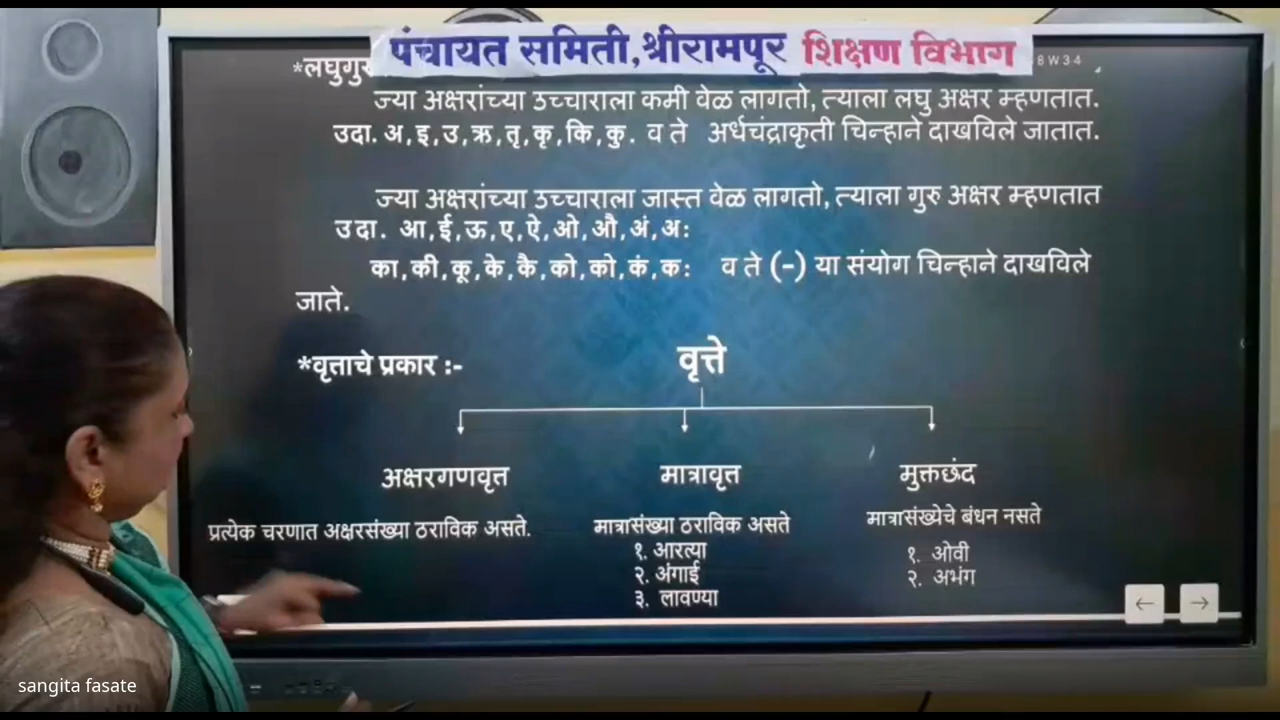 पंचायत समिती,श्रीरामपूर शिक्षण विभाग
*लघुगुरु
8W34
ज्या अक्षरांच्या उच्चाराला कमी वेळ लागतो, त्याला लघु अक्षर म्हणतात.
उदा. अ,इ,उ,ऋ,तृ,कृ,कि,कु. व ते अर्धचंद्राकृती चिन्हाने दाखविले जातात.
ज्या अक्षरांच्या उच्चाराला जास्त वेळ लागतो, त्याला गुरु अक्षर म्हणतात
उदा. आ,ई,ऊ,ए,ऐ,ओ,औ,अं,अ:
का,की,कू,के,कै,को,को,कं,क: व ते (-) या संयोग चिन्हाने दाखविले
जाते.
*वृत्ताचे प्रकार :-
वृत्ते
अक्षरगणवृत्त मात्रावृत्त मुक्तछंद
प्रत्येक चरणात अक्षरसंख्या ठराविक असते. मात्रासंख्या ठराविक असते मात्रासंख्येचे बंधन नसते
१. आरत्या १. ओवी
२. अंगाई २. अभंग
३. लावण्या
sangita fasate